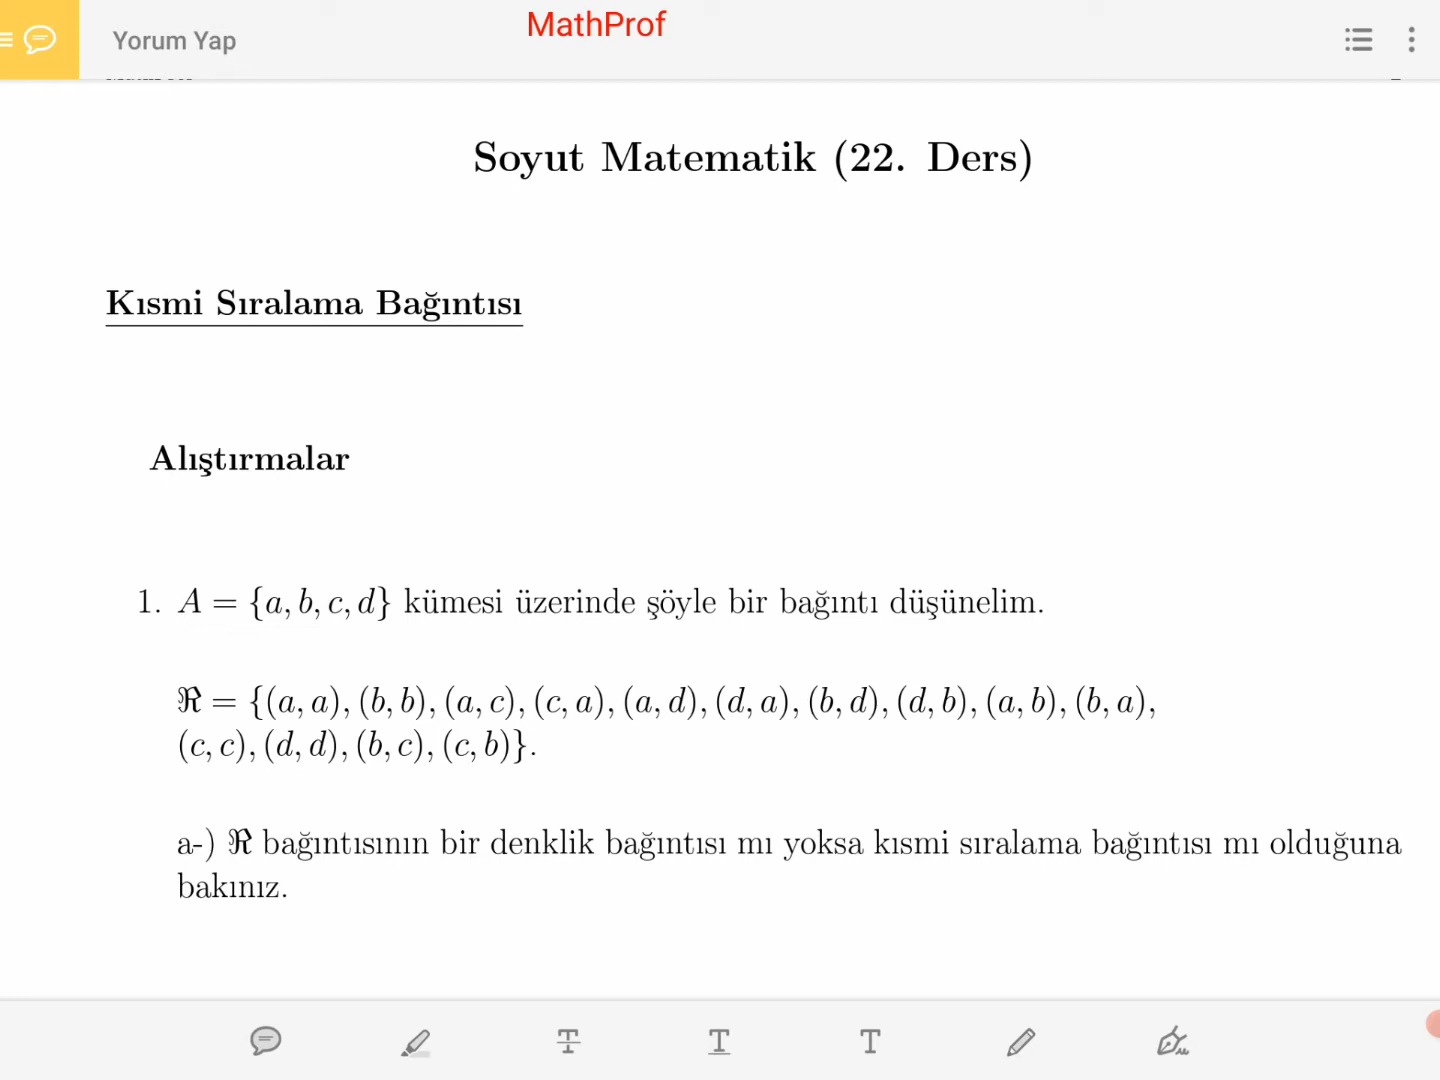 Yorum Yap
MathProf
Soyut Matematik (22. Ders)
Kısmi Sıralama Bağıntısı
Alıştırmalar
1. A = {a, b, c, d} kümesi üzerinde şöyle bir bağıntı düşünelim.
ℜ = {(a, a), (b, b), (a, c), (c, a), (a, d), (d, a), (b, d), (d, b), (a, b), (b, a),
(c, c), (d, d), (b, c), (c, b)}.
a-) ℜ bağıntısının bir denklik bağıntısı mı yoksa kısmi sıralama bağıntısı mı olduğuna
bakınız.